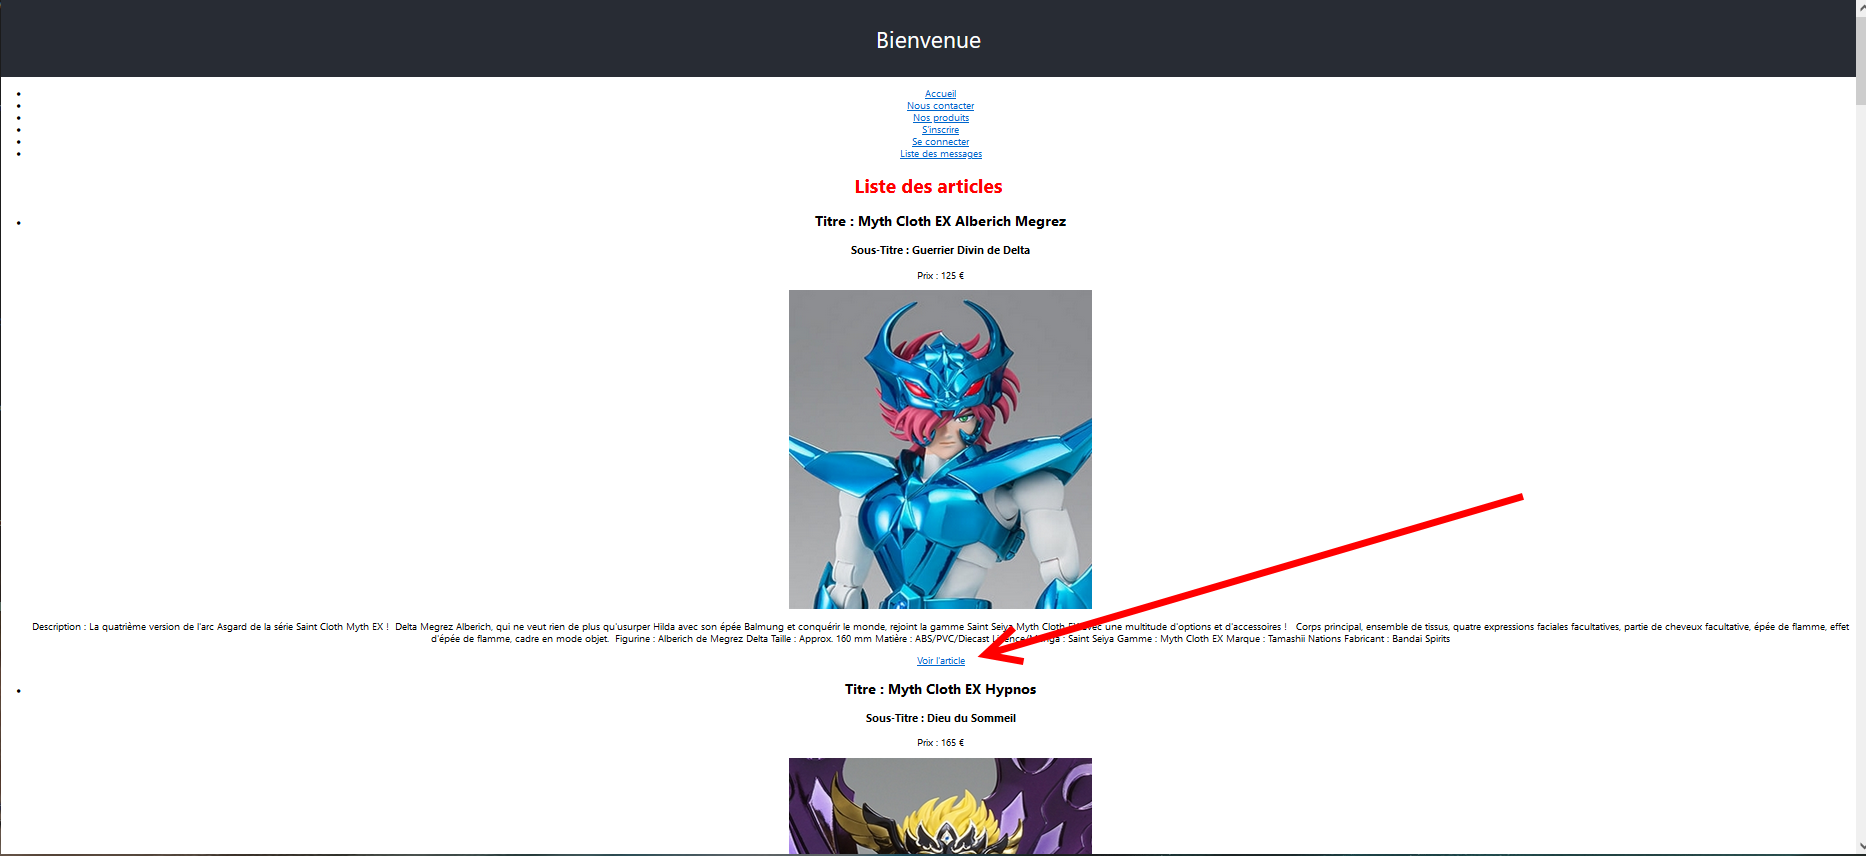 Bienvenue
Accueil
Nous contacter
Nos produits
S'inscrire
Se connecter
Liste des messages
Liste des articles
Titre : Myth Cloth EX Alberich Megrez
Sous-Titre : Guerrier Divin de Delta
Prix : 125 €
Description : La quatrième version de l'arc Asgard de la série Saint Cloth Myth EX ! Delta Megrez Alberich, qui ne veut rien de plus qu'usurper Hilda avec son épée Balmung et conquérir le monde, rejoint la gamme Saint Seiya Myth Cloth EX avec une multitude d'options et d'accessoires ! Corps principal, ensemble de tissus, quatre expressions faciales facultatives, partie de cheveux facultative, épée de flamme, effet
d'épée de flamme, cadre en mode objet. Figurine : Alberich de Megrez Delta Taille : Approx. 160 mm Matière : ABS/PVC/Diecast Licence/Manga : Saint Seiya Gamme : Myth Cloth EX Marque : Tamashii Nations Fabricant : Bandai Spirits
Voir l'article
Titre : Myth Cloth EX Hypnos
Sous-Titre : Dieu du Sommeil
Prix : 165 €